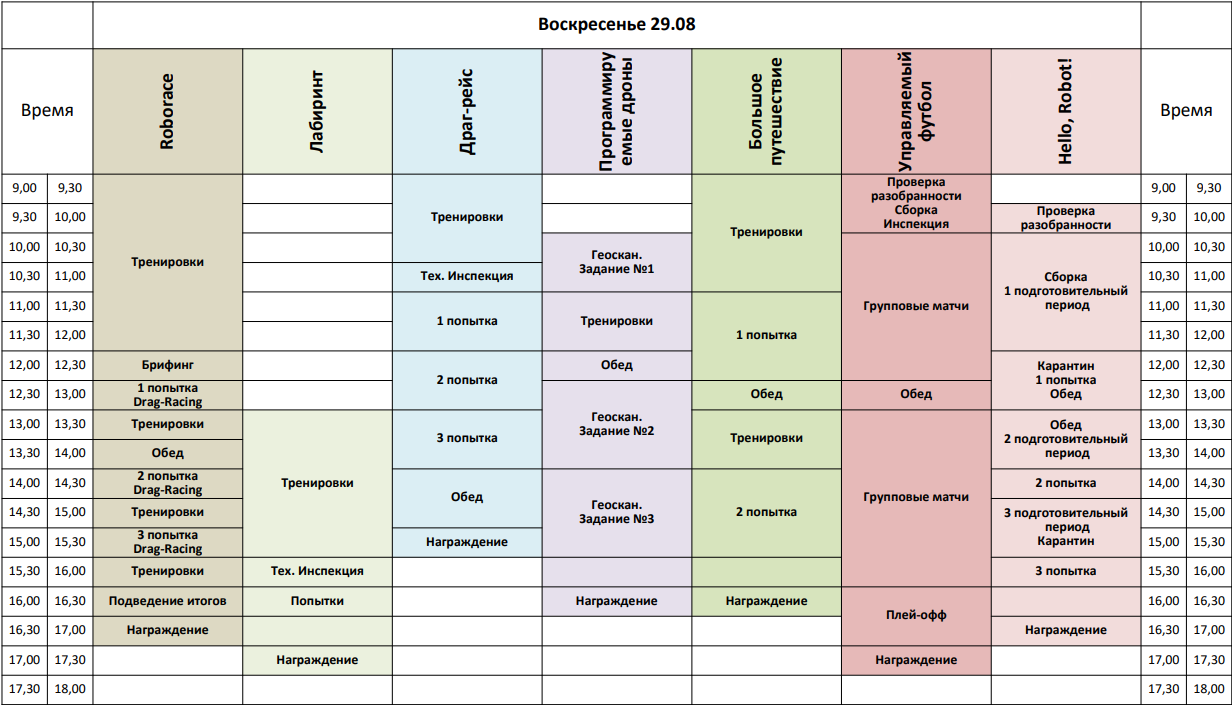 Воскресенье 29.08
Время
Roborace
Лабиринт
Драг-рейс
Программиру
емые дроны
Большое
путешествие
Управляемый
футбол
Hello, Robot!
Время
9,00 9,30
Тренировки
Тренировки
Тренировки
Проверка
разобранности
Сборка
Инспекция
9,00 9,30
9,30 10,00
Проверка
разобранности
9,30 10,00
10,00 10,30
Геоскан.
Задание №1
Групповые матчи
Сборка
1 подготовительный
период
10,00 10,30
10,30 11,00
Тех. Инспекция
10,30 11,00
11,00 11,30
1 попытка
Тренировки
1 попытка
11,00 11,30
11,30 12,00
11,30 12,00
12,00 12,30
Брифинг
2 попытка
Обед
Карантин
1 попытка
Обед
12,00 12,30
12,30 13,00
1 попытка
Drag-Racing
Геоскан.
Задание №2
Обед
Обед
12,30 13,00
13,00 13,30
Тренировки
Тренировки
3 попытка
Тренировки
Групповые матчи
Обед
2 подготовительный
период
13,00 13,30
13,30 14,00
Обед
13,30 14,00
14,00 14,30
2 попытка
Drag-Racing
Обед
Геоскан.
Задание №3
2 попытка
2 попытка
14,00 14,30
14,30 15,00
Тренировки
3 подготовительный
период
Карантин
14,30 15,00
15,00 15,30
3 попытка
Drag-Racing
Награждение
15,00 15,30
15,30 16,00
Тренировки
Тех. Инспекция
3 попытка
15,30 16,00
16,00 16,30
Подведение итогов
Попытки
Награждение
Награждение
Плей-офф
16,00 16,30
16,30 17,00
Награждение
Награждение
16,30 17,00
17,00 17,30
Награждение
Награждение
17,00 17,30
17,30 18,00
17,30 18,00